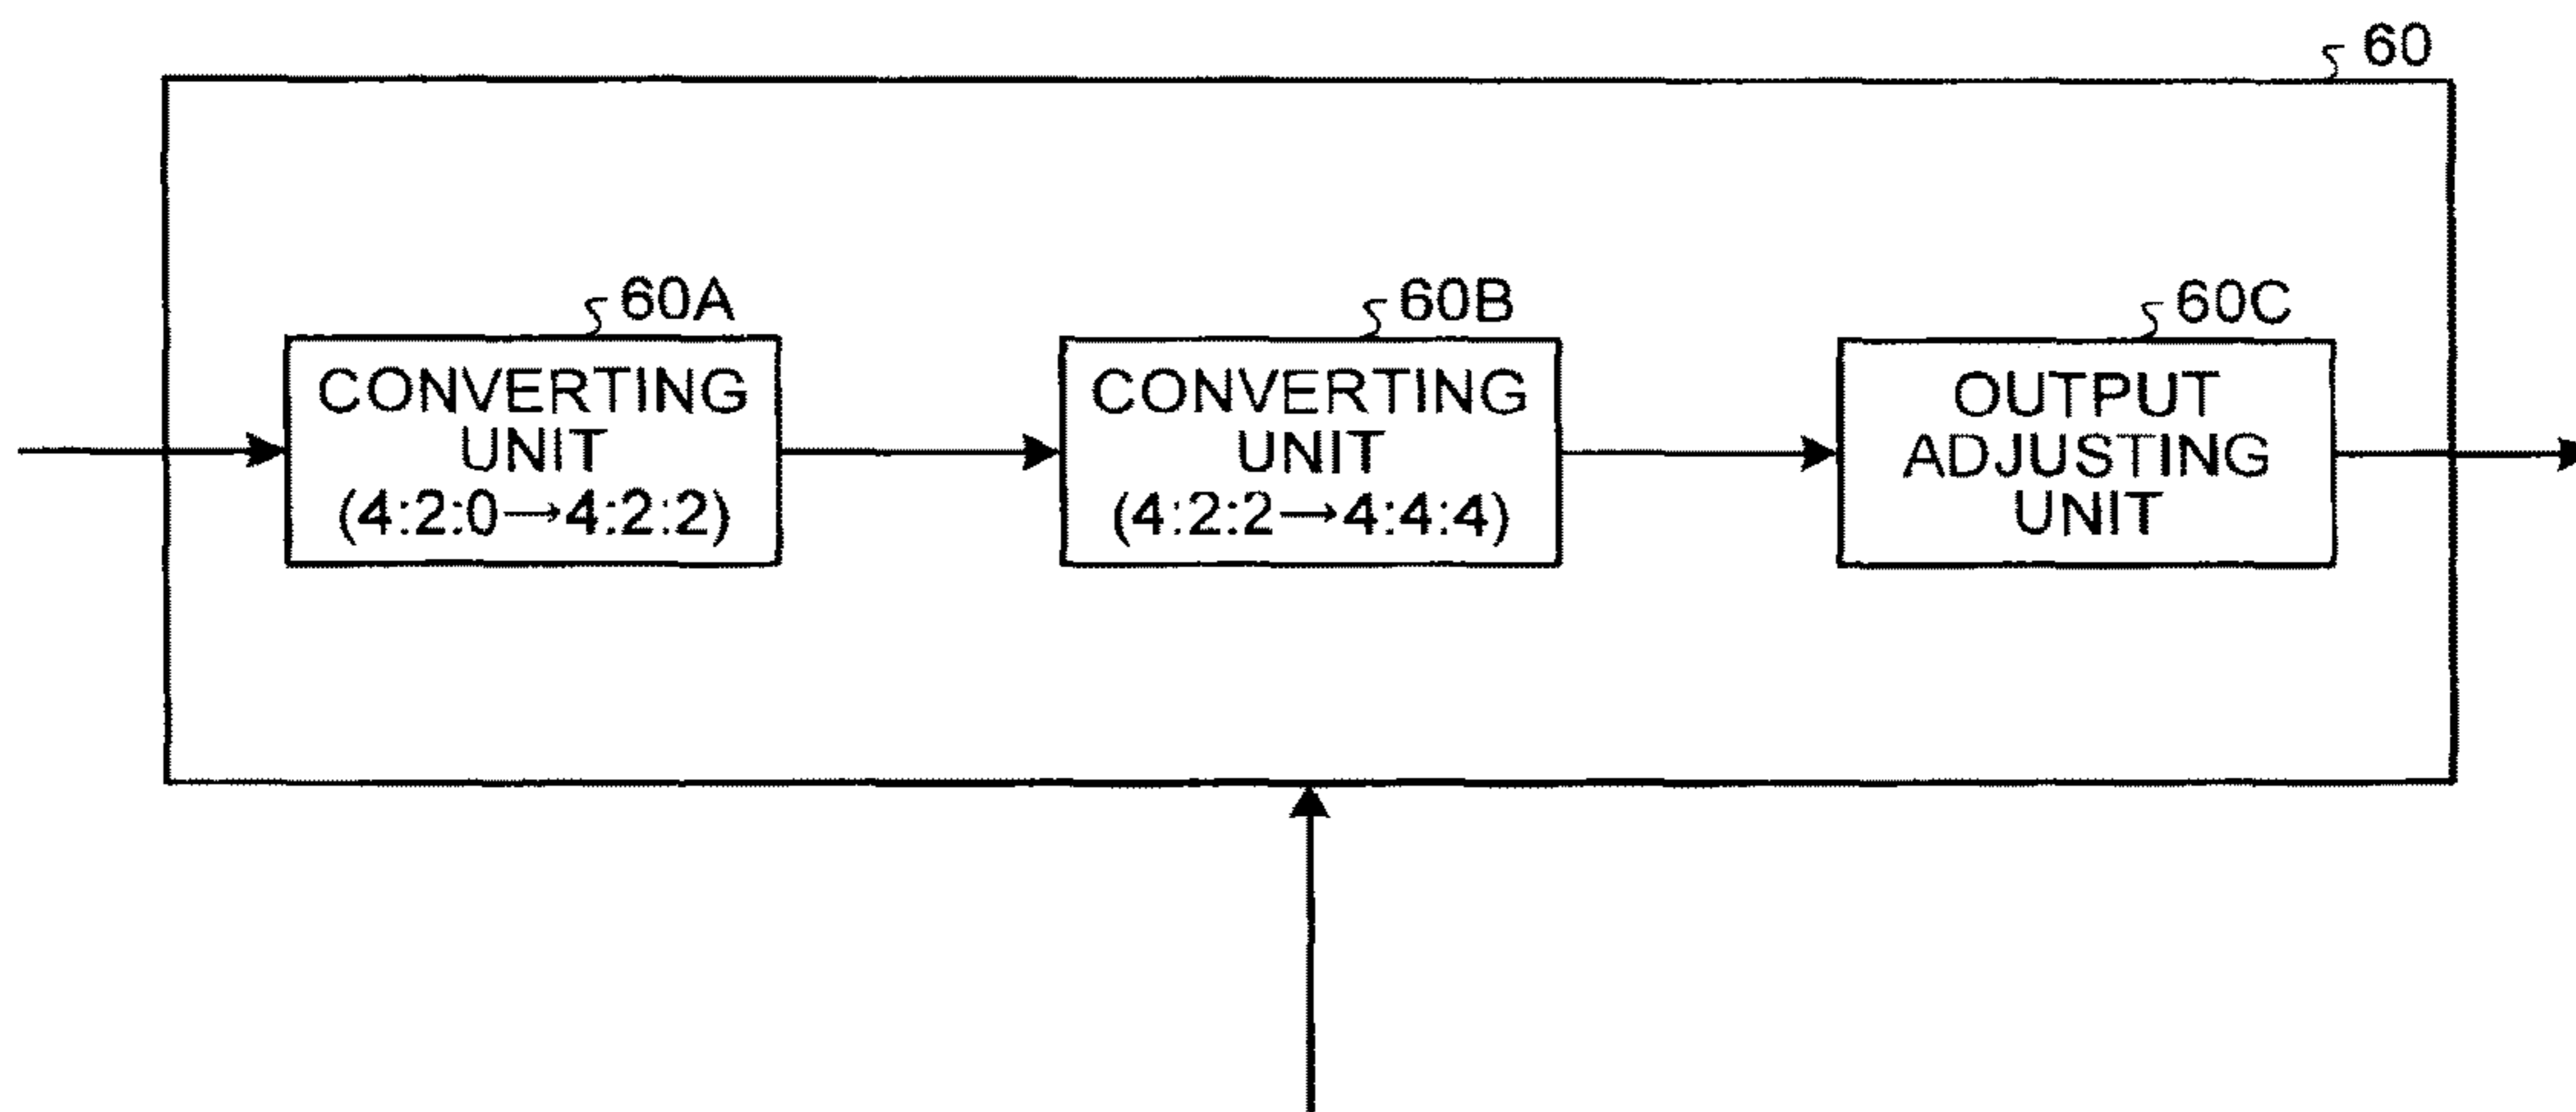 60
60A
CONVERTING
UNIT
(4:2:0→4:2:2)
60B
CONVERTING
UNIT
(4:2:2→4:4:4)
60C
OUTPUT
ADJUSTING
UNIT